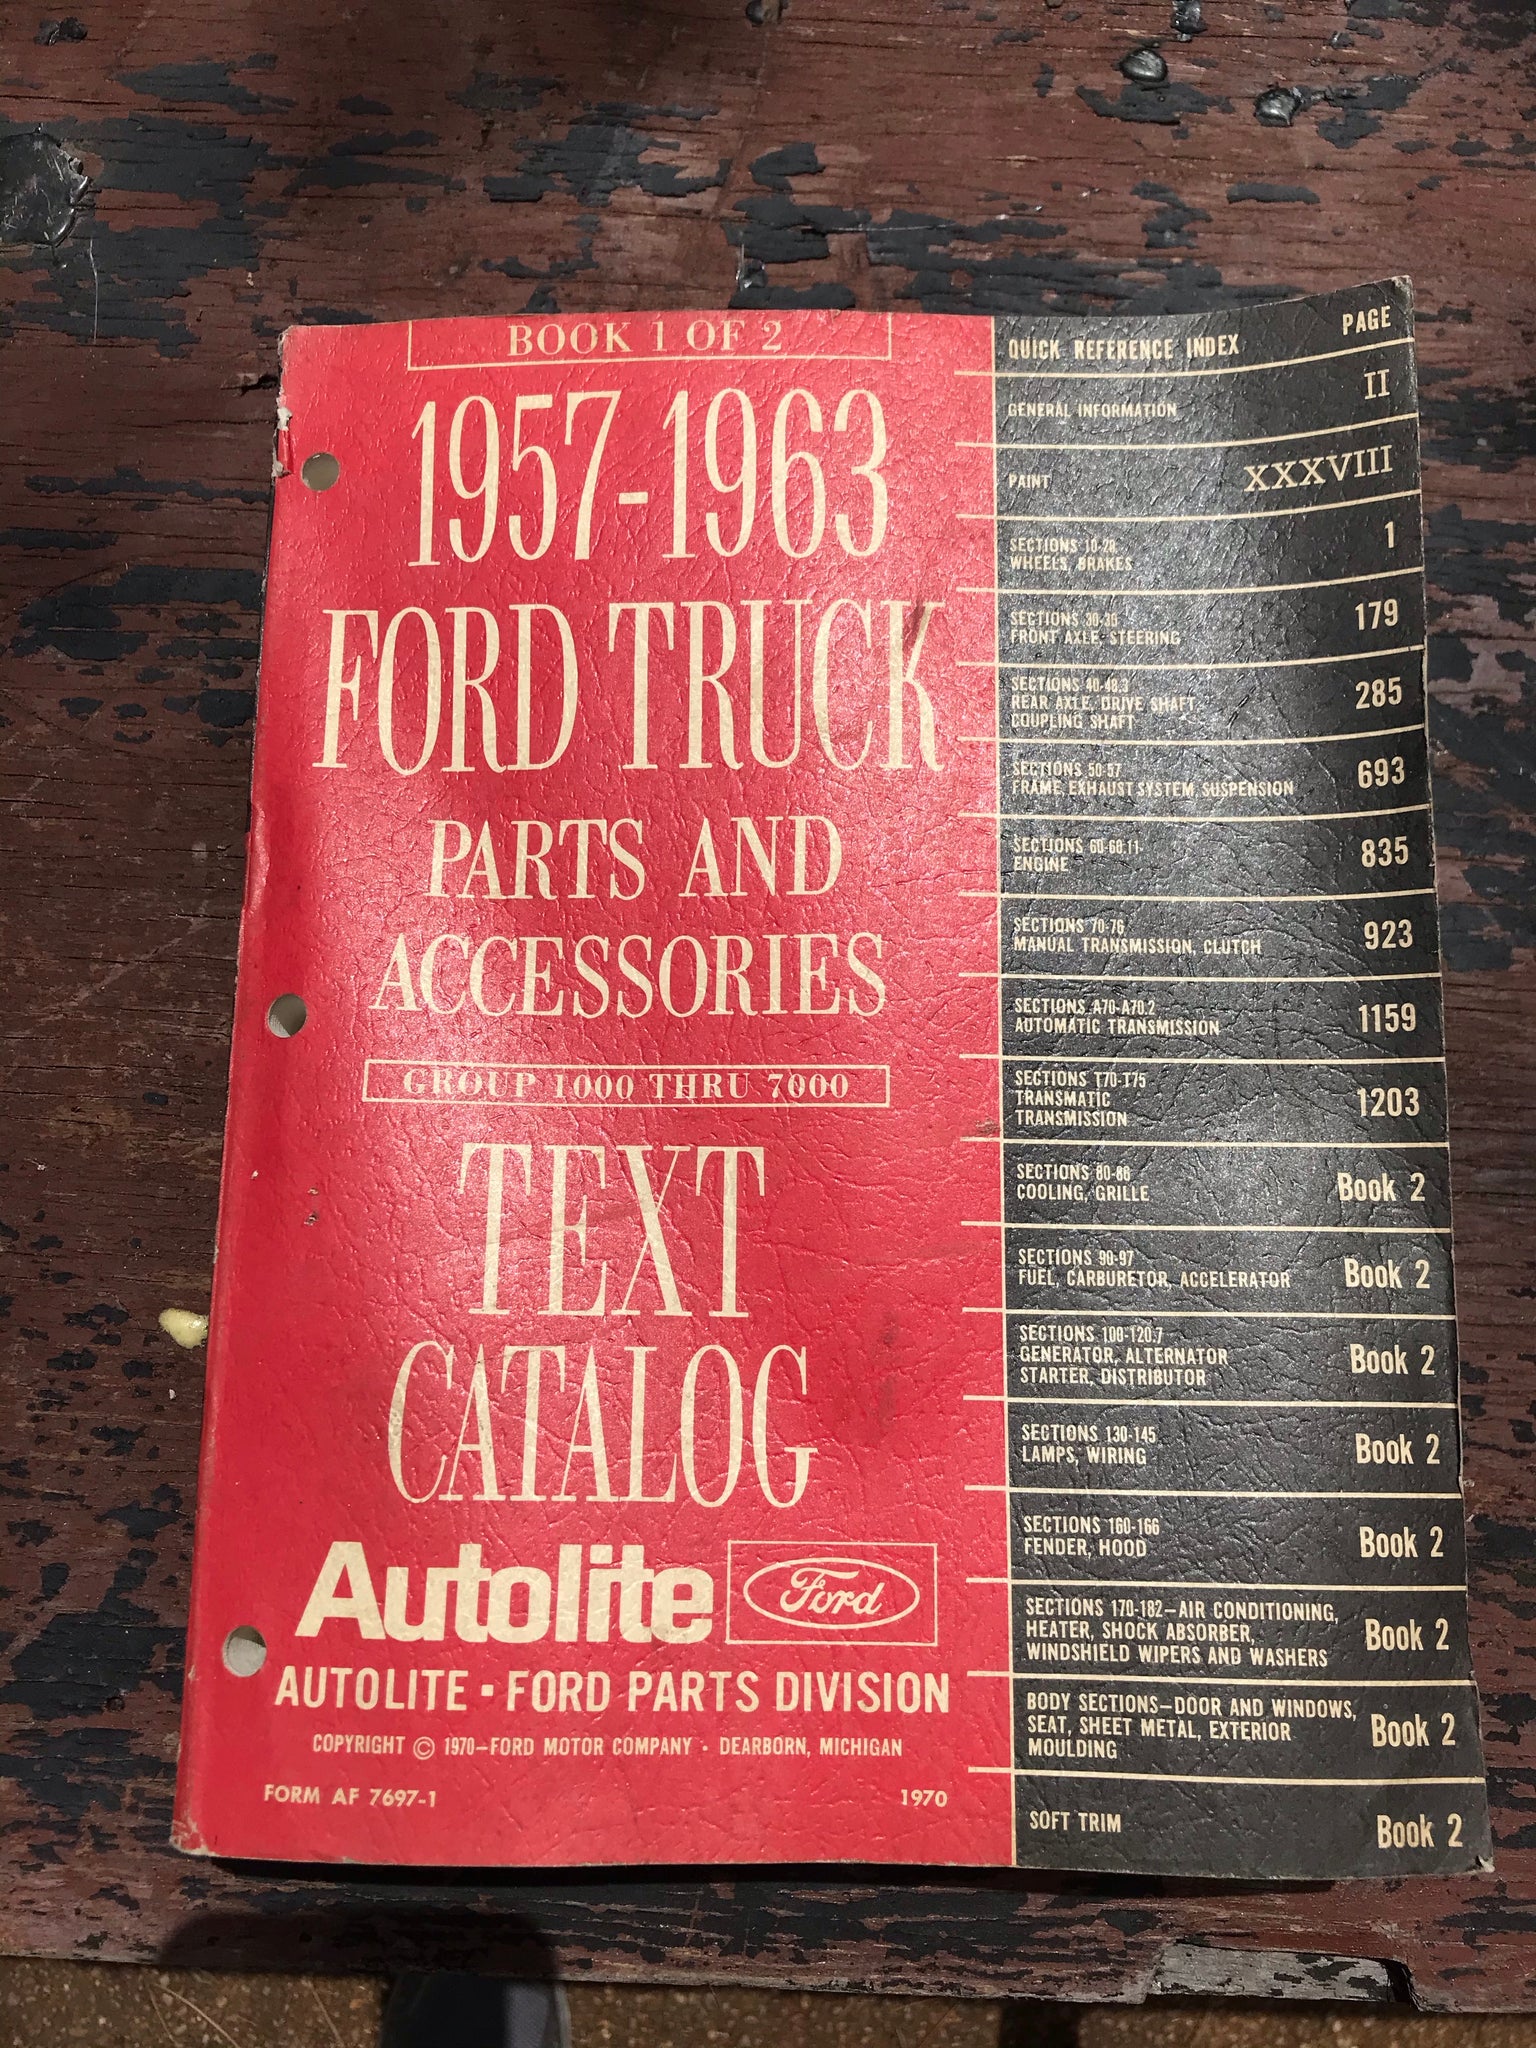 BOOK 1 OF 2
1957-1963
FORD TRUCK
PARTS AND
ACCESSORIES
GROUP 1000 THRU 7000
TEXT
CATALOG
Autolite Ford
AUTOLITE • FORD PARTS DIVISION
COPYRIGHT © 1970—FORD MOTOR COMPANY • DEARBORN, MICHIGAN
FORM AF 7697-1 1970
QUICK REFERENCE INDEX PAGE
GENERAL INFORMATION II
PAINT XXXVIII
SECTIONS 10-28
WHEELS, BRAKES 1
SECTIONS 30-36
FRONT AXLE, STEERING 179
SECTIONS 40-48.3
REAR AXLE, DRIVE SHAFT,
COUPLING SHAFT 285
SECTIONS 50-57
FRAME, EXHAUST SYSTEM, SUSPENSION 693
SECTIONS 60-60.11
ENGINE 835
SECTIONS 70-76
MANUAL TRANSMISSION, CLUTCH 923
SECTIONS A70-A70.2
AUTOMATIC TRANSMISSION 1159
SECTIONS T70-T75
TRANSMATIC
TRANSMISSION 1203
SECTIONS 80-86
COOLING, GRILLE Book 2
SECTIONS 90-97
FUEL, CARBURETOR, ACCELERATOR Book 2
SECTIONS 100-120.7
GENERATOR, ALTERNATOR
STARTER, DISTRIBUTOR Book 2
SECTIONS 130-145
LAMPS, WIRING Book 2
SECTIONS 160-166
FENDER, HOOD Book 2
SECTIONS 170-182—AIR CONDITIONING,
HEATER, SHOCK ABSORBER,
WINDSHIELD WIPERS AND WASHERS Book 2
BODY SECTIONS—DOOR AND WINDOWS,
SEAT, SHEET METAL, EXTERIOR
MOULDING Book 2
SOFT TRIM Book 2